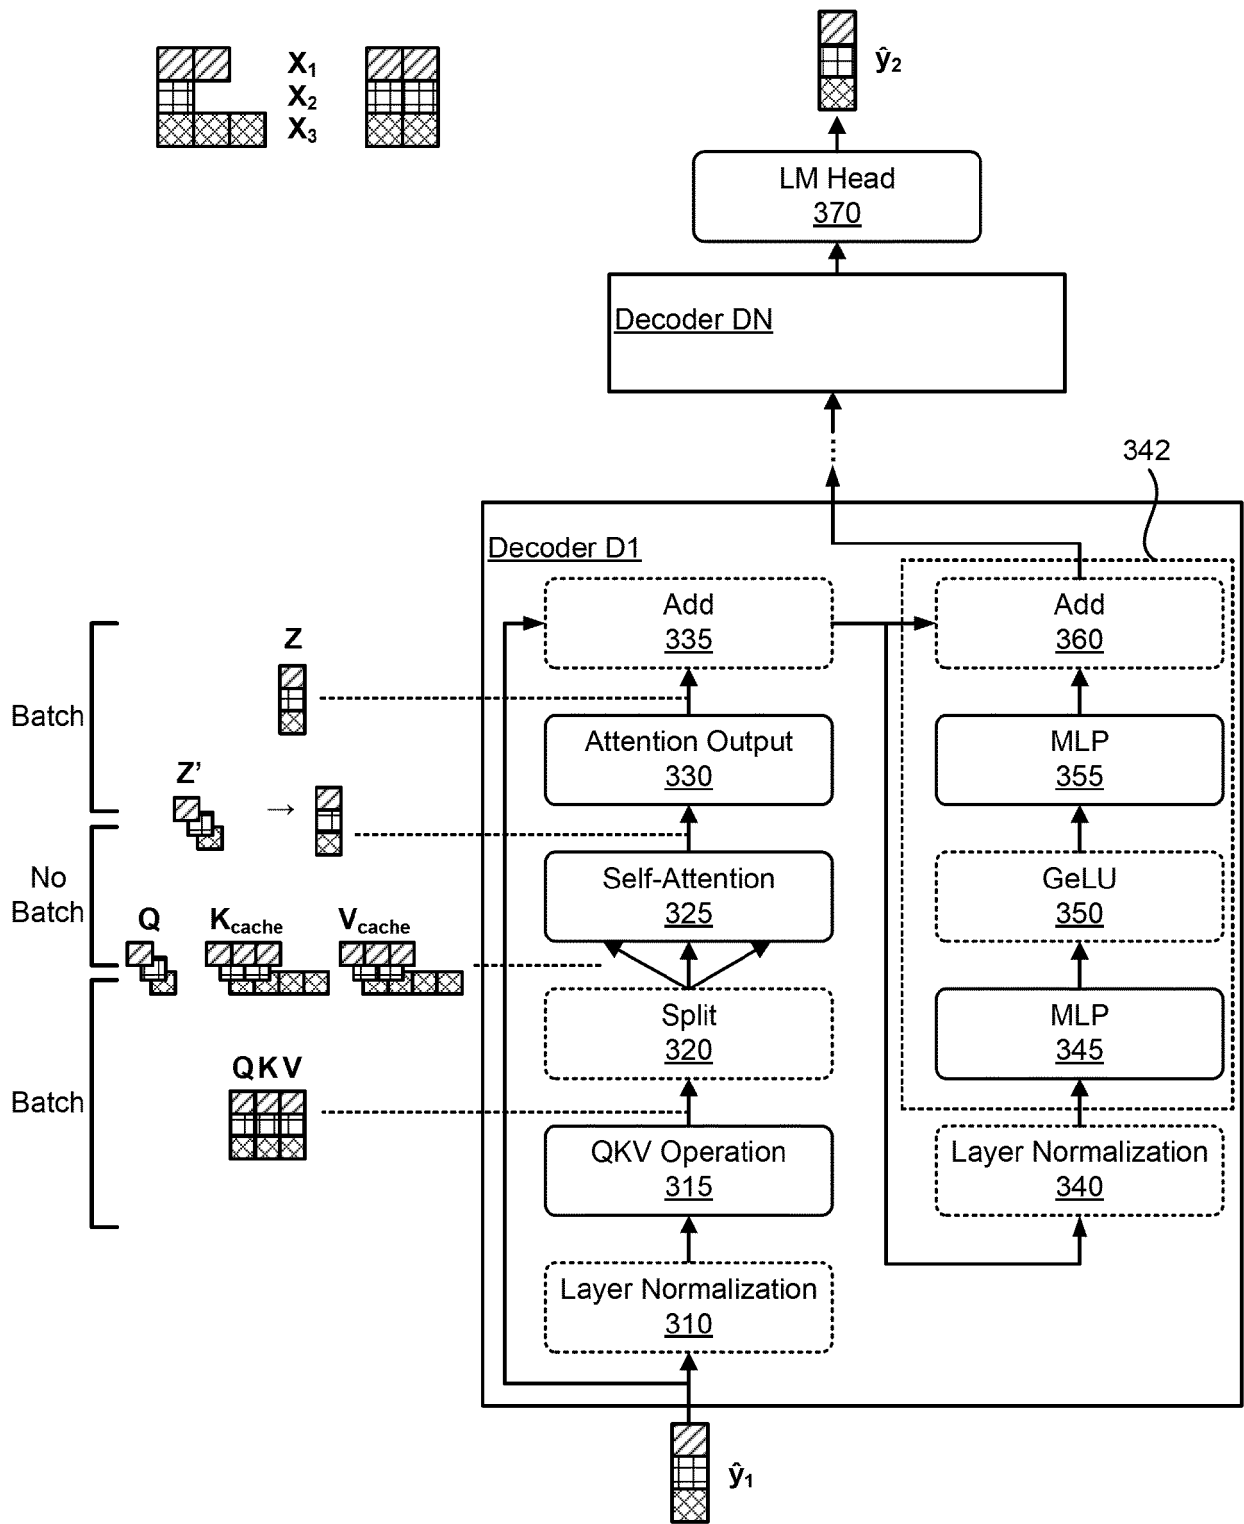 X1
X2
X3
ŷ2
LM Head
370
Decoder DN
342
Decoder D1
Add
335
Add
360
Z
Batch
Attention Output
330
MLP
355
Z'
→
No
Batch
Self-Attention
325
GeLU
350
Q
Kcache
Vcache
Split
320
MLP
345
Q K V
Batch
QKV Operation
315
Layer Normalization
340
Layer Normalization
310
ŷ1